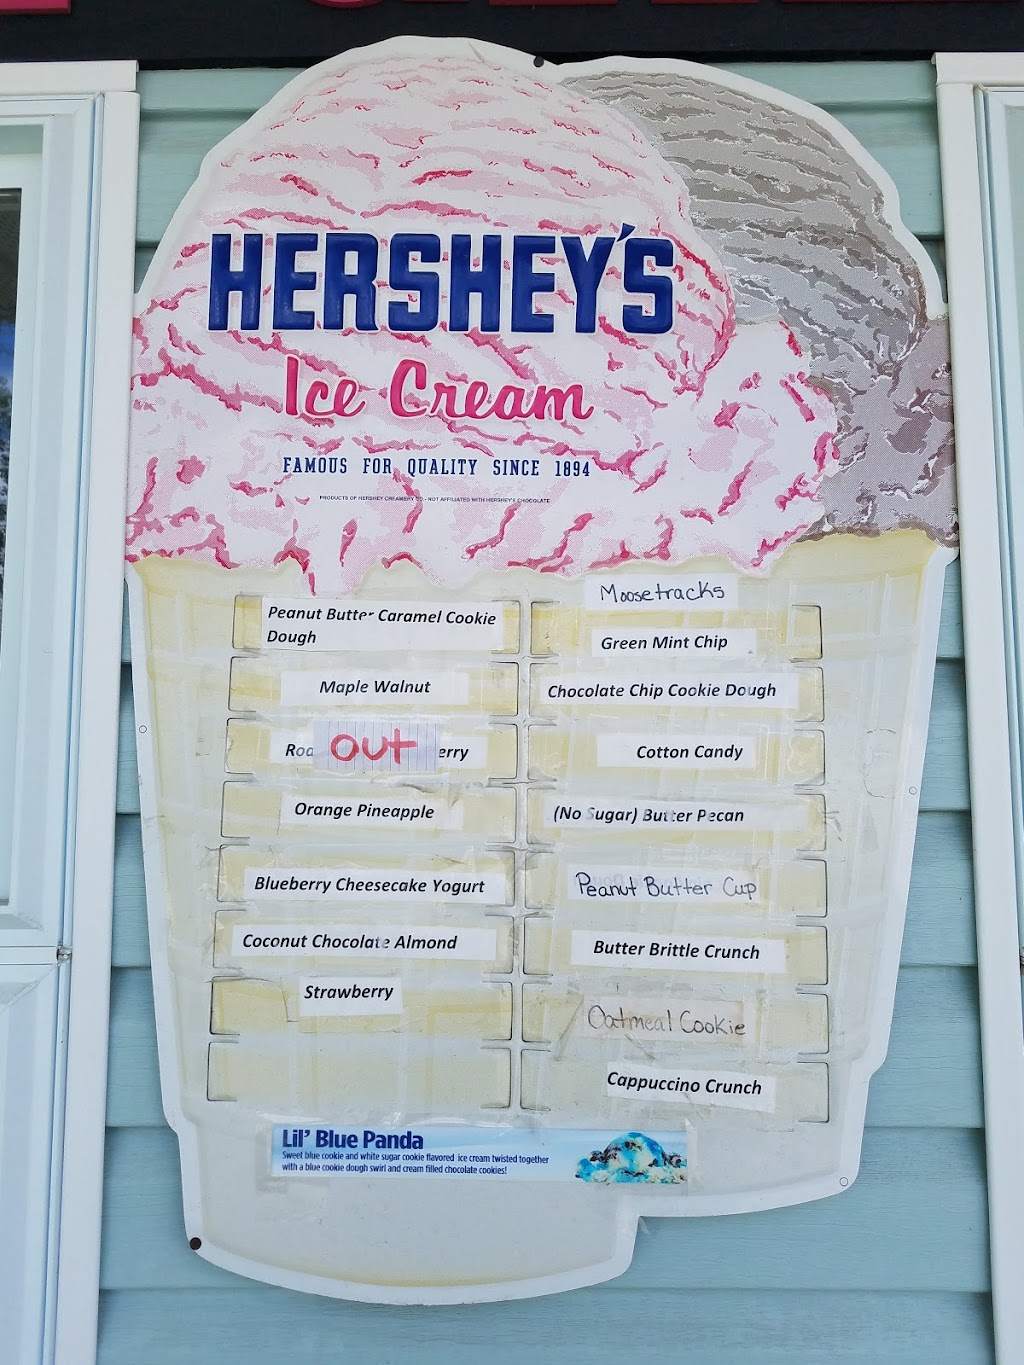 HERSHEY'S
Ice Cream
FAMOUS FOR QUALITY SINCE 1894
PRODUCTS OF HERSHEY CREAMERY CO.- NOT AFFILIATED WITH HERSHEY'S CHOCOLATE
Peanut Butter Caramel Cookie
Dough
Maple Walnut
OUT
Orange Pineapple
Blueberry Cheesecake Yogurt
Coconut Chocolate Almond
Strawberry
Moosetracks
Green Mint Chip
Chocolate Chip Cookie Dough
Cotton Candy
(No Sugar) Butter Pecan
Peanut Butter Cup
Butter Brittle Crunch
Oatmeal Cookie
Cappuccino Crunch
Lil' Blue Panda
Sweet blue cookie and white sugar cookie flavored ice cream twisted together
with a blue cookie dough swirl and cream filled chocolate cookies!